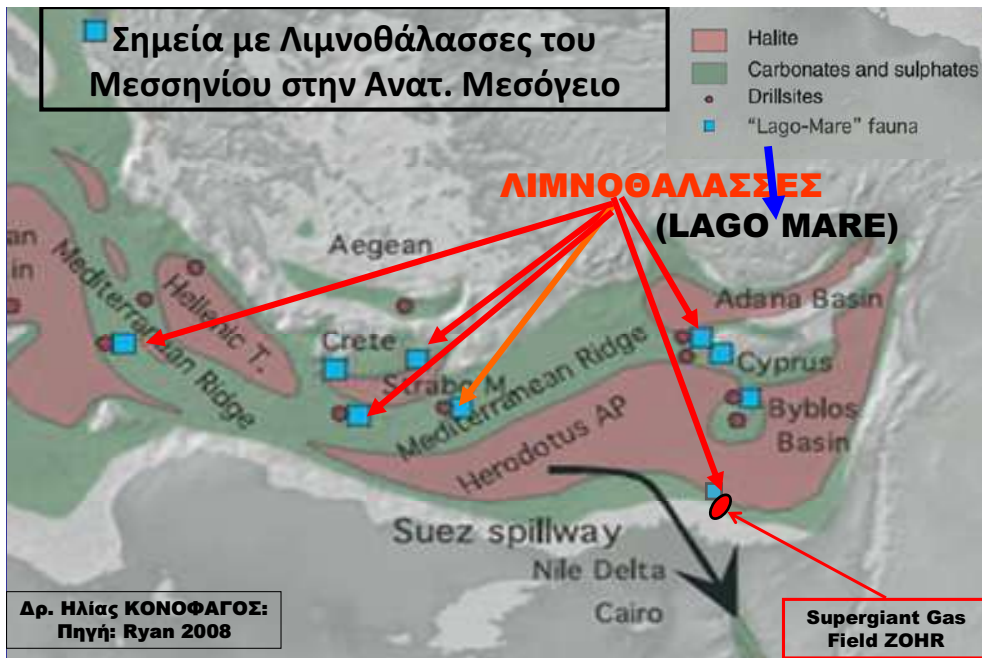 Σημεία με Λιμνοθάλασσες του
Μεσσηνίου στην Ανατ. Μεσόγειο
Halite
Carbonates and sulphates
Drillsites
"Lago-Mare" fauna
ΛΙΜΝΟΘΑΛΑΣΣΕΣ
(LAGO MARE)
an
in
Aegean
Mediterranean Ridge
Hellenic T.
Adana Basin
Crete
Strabo M
Mediterranean Ridge
Cyprus
Herodotus AP
Byblos
Basin
Suez spillway
Nile Delta
Cairo
Δρ. Ηλίας ΚΟΝΟΦΑΓΟΣ:
Πηγή: Ryan 2008
Supergiant Gas
Field ZOHR